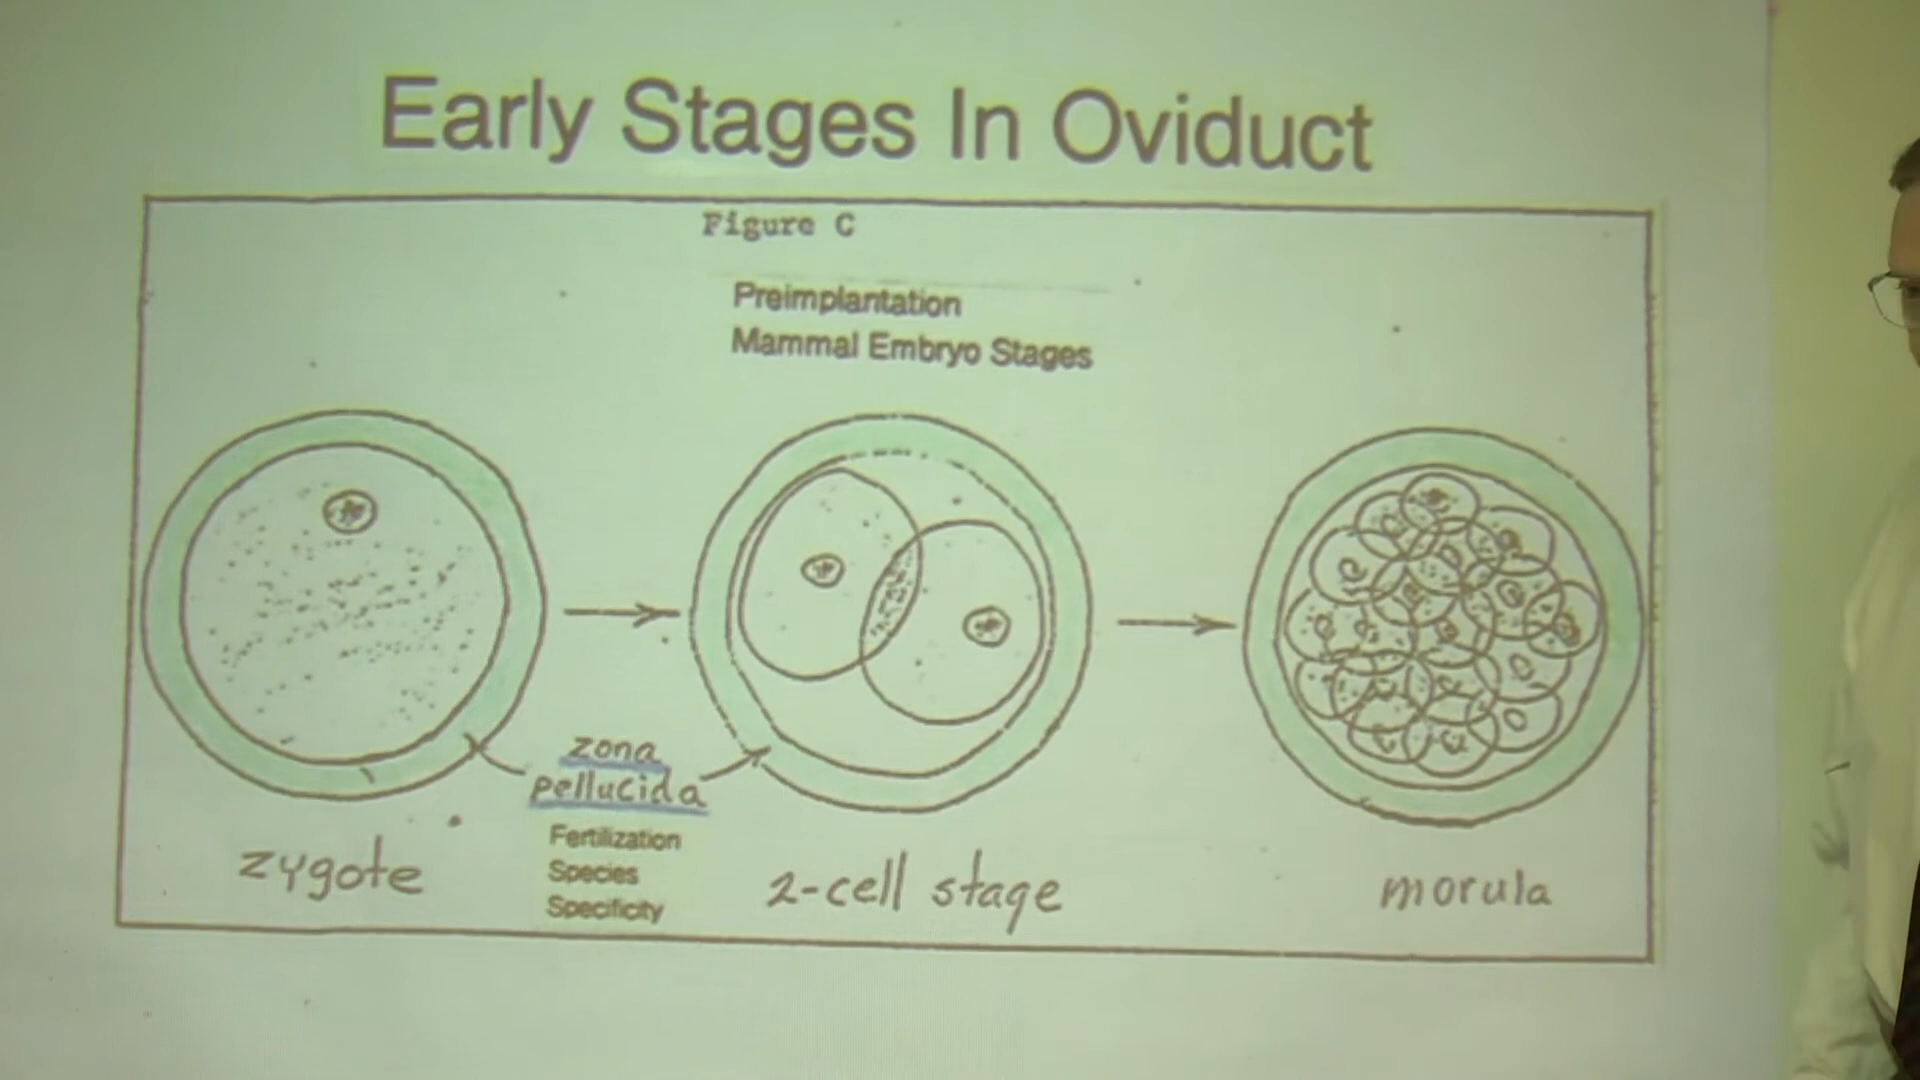 Early Stages In Oviduct
Figure C
Preimplantation
Mammal Embryo Stages
zona
pellucida
Fertilization
Species
Specificity
zygote
2-cell stage
morula